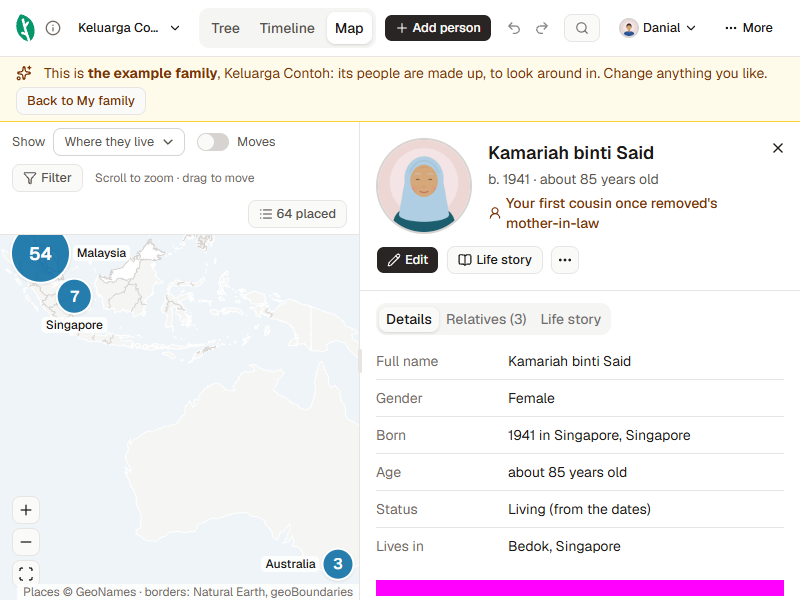 Keluarga Co...
Tree
Timeline
Map
+ Add person
Danial
More
This is the example family, Keluarga Contoh: its people are made up, to look around in. Change anything you like.
Back to My family
Show
Where they live
Moves
Filter
Scroll to zoom · drag to move
64 placed
54
Malaysia
7
Singapore
Australia
3
Places © GeoNames · borders: Natural Earth, geoBoundaries
Kamariah binti Said
b. 1941 · about 85 years old
Your first cousin once removed's
mother-in-law
Edit
Life story
Details
Relatives (3)
Life story
Full name
Kamariah binti Said
Gender
Female
Born
1941 in Singapore, Singapore
Age
about 85 years old
Status
Living (from the dates)
Lives in
Bedok, Singapore